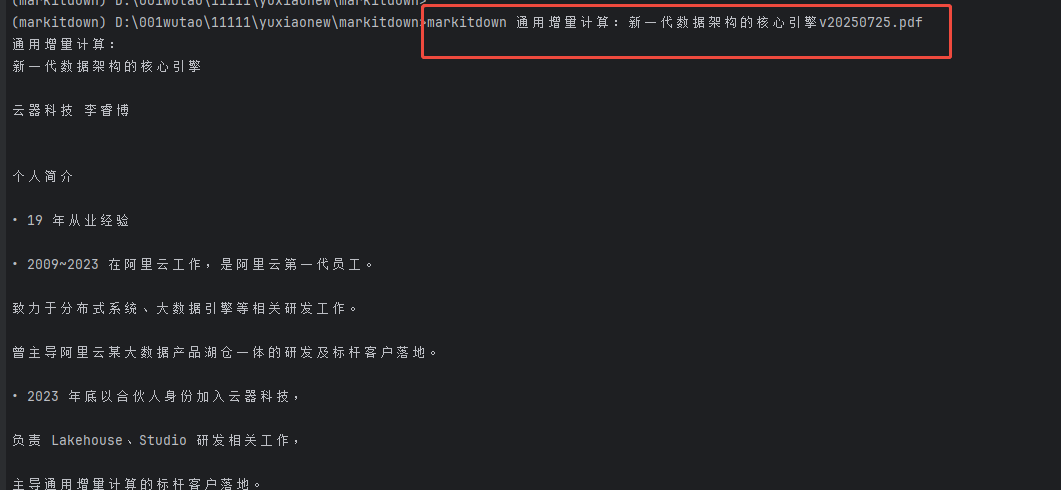 (markitdown) D:\001wutao\11111\yuxiaonew\markitdown>
(markitdown) D:\001wutao\11111\yuxiaonew\markitdown>markitdown 通用增量计算：新一代数据架构的核心引擎v20250725.pdf
通用增量计算：
新一代数据架构的核心引擎
云器科技 李睿博
个人简介
• 19 年从业经验
• 2009~2023 在阿里云工作，是阿里云第一代员工。
致力于分布式系统、大数据引擎等相关研发工作。
曾主导阿里云某大数据产品湖仓一体的研发及标杆客户落地。
• 2023 年底以合伙人身份加入云器科技，
负责 Lakehouse、Studio 研发相关工作，
主导通用增量计算的标杆客户落地。